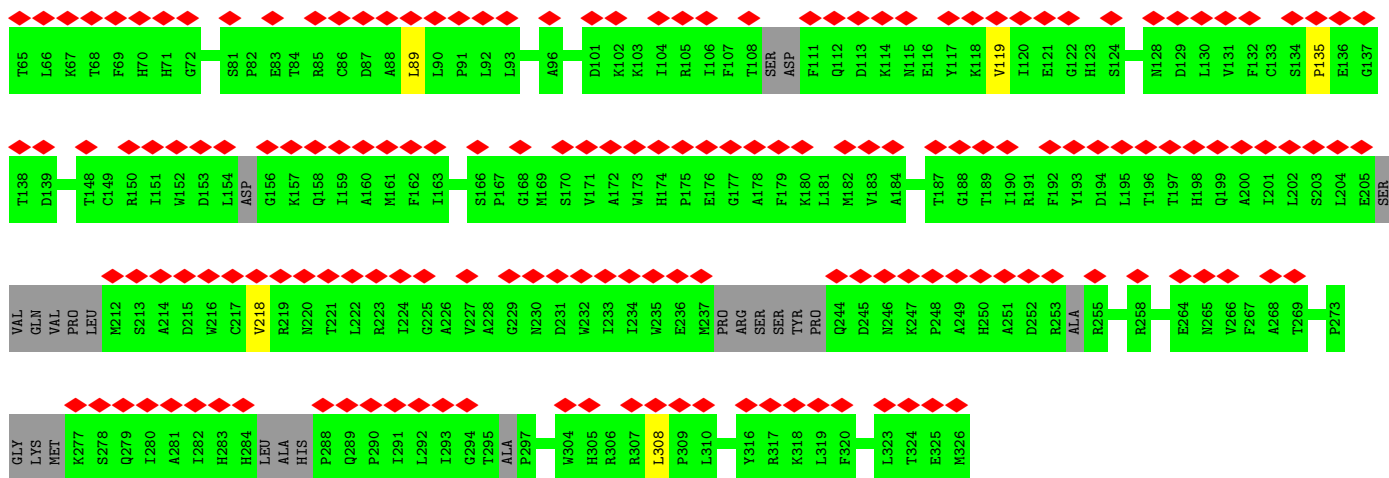 T65 L66 K67 T68 F69 H70 H71 G72 S81 P82 E83 T84 R85 C86 D87 A88 L89 L90 P91 L92 L93 A96 D101 K102 K103 I104 R105 I106 F107 T108 SER ASP F111 Q112 D113 K114 N115 E116 Y117 K118 V119 I120 E121 G122 H123 S124 N128 D129 L130 V131 F132 C133 S134 P135 E136 G137
T138 D139 T148 C149 R150 I151 W152 D153 L154 ASP G156 K157 Q158 I159 A160 M161 F162 I163 S166 P167 G168 M169 S170 V171 A172 W173 H174 P175 E176 G177 A178 F179 K180 L181 M182 V183 A184 T187 G188 T189 I190 R191 F192 Y193 D194 L195 T196 T197 H198 Q199 A200 I201 L202 S203 L204 E205 SER
VAL GLN VAL PRO LEU M212 S213 A214 D215 W216 C217 V218 R219 N220 T221 L222 R223 I224 G225 A226 V227 A228 G229 N230 D231 W232 I233 I234 W235 E236 M237 PRO ARG SER SER TYR PRO Q244 D245 N246 K247 P248 A249 H250 A251 D252 R253 ALA R255 R258 E264 N265 V266 F267 A268 T269 P273
GLY LYS MET K277 S278 Q279 I280 A281 I282 H283 H284 LEU ALA HIS P288 Q289 P290 I291 L292 I293 G294 T295 ALA P297 W304 H305 R306 R307 L308 P309 L310 Y316 R317 K318 L319 F320 L323 T324 E325 M326